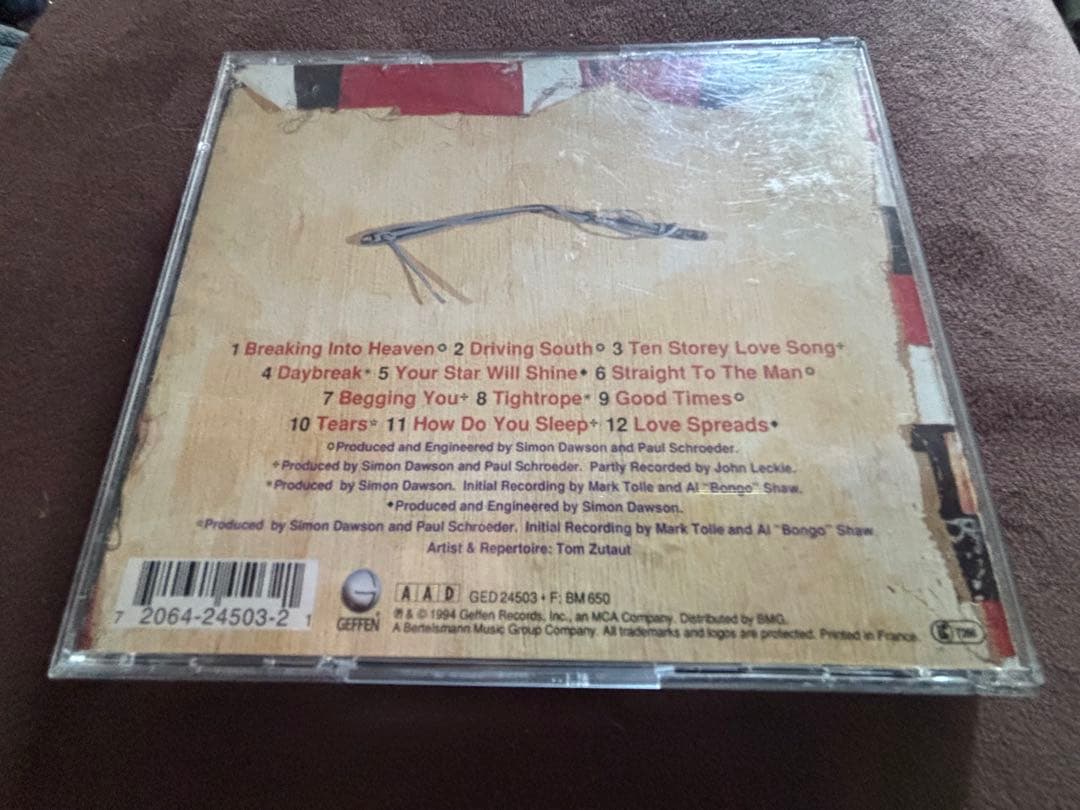 1 Breaking Into Heaven○ 2 Driving South○ 3 Ten Storey Love Song+
4 Daybreak* 5 Your Star Will Shine♦ 6 Straight To The Man○
7 Begging You+ 8 Tightrope* 9 Good Times○
10 Tears☆ 11 How Do You Sleep+ 12 Love Spreads♦
○Produced and Engineered by Simon Dawson and Paul Schroeder.
+Produced by Simon Dawson and Paul Schroeder. Partly Recorded by John Leckie.
*Produced by Simon Dawson. Initial Recording by Mark Tolle and Al "Bongo" Shaw.
♦Produced and Engineered by Simon Dawson.
☆Produced by Simon Dawson and Paul Schroeder. Initial Recording by Mark Tolle and Al "Bongo" Shaw
Artist & Repertoire: Tom Zutaut
7 2064-24503-2 1
GEFFEN
AAD GED 24503 • F: BM 650
℗ & © 1994 Geffen Records, Inc., an MCA Company. Distributed by BMG.
A Bertelsmann Music Group Company. All trademarks and logos are protected. Printed in France.